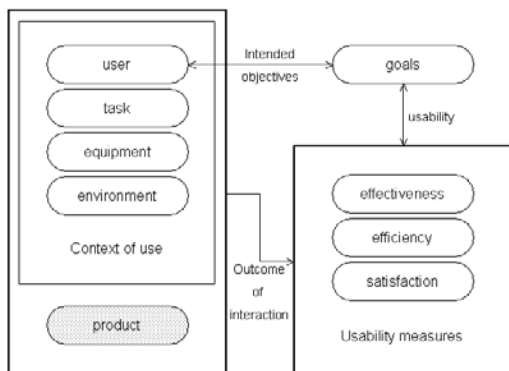 user
Intended
objectives
goals
task
usability
equipment
environment
effectiveness
efficiency
satisfaction
Context of use
Outcome
of
interaction
product
Usability measures